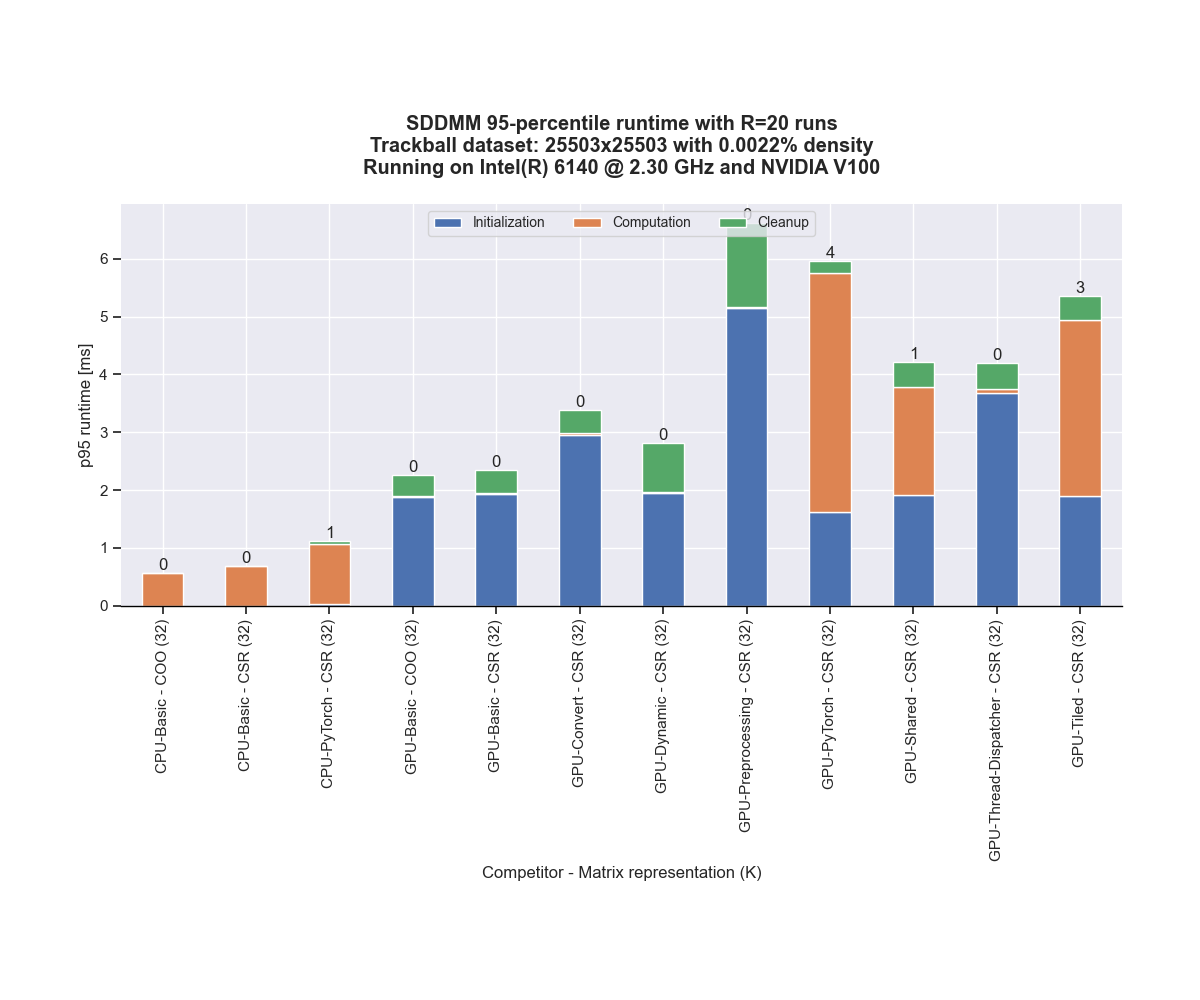 SDDMM 95-percentile runtime with R=20 runs
Trackball dataset: 25503x25503 with 0.0022% density
Running on Intel(R) 6140 @ 2.30 GHz and NVIDIA V100
Initialization Computation Cleanup
p95 runtime [ms]
6
5
4
3
2
1
0
0
0
1
0
0
0
0
0
4
1
0
3
CPU-Basic - COO (32)
CPU-Basic - CSR (32)
CPU-PyTorch - CSR (32)
GPU-Basic - COO (32)
GPU-Basic - CSR (32)
GPU-Convert - CSR (32)
GPU-Dynamic - CSR (32)
GPU-Preprocessing - CSR (32)
GPU-PyTorch - CSR (32)
GPU-Shared - CSR (32)
GPU-Thread-Dispatcher - CSR (32)
GPU-Tiled - CSR (32)
Competitor - Matrix representation (K)